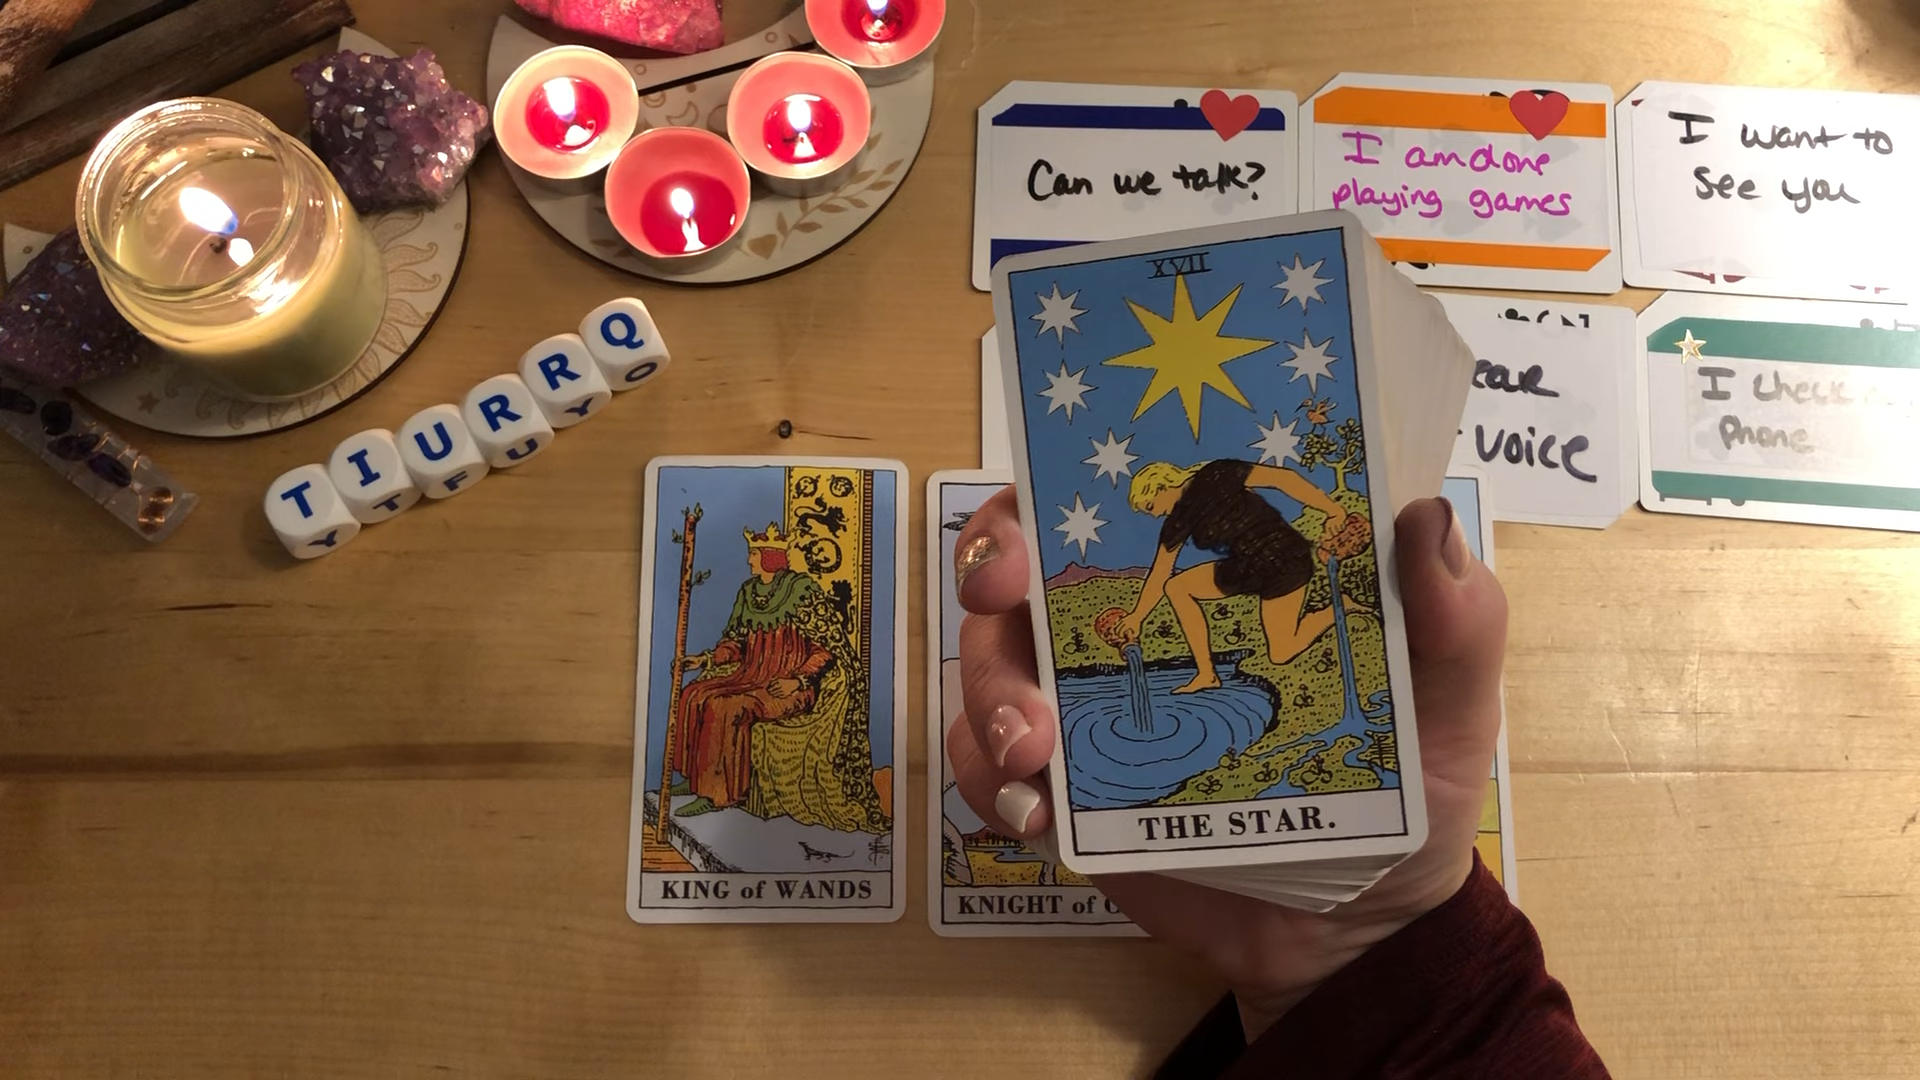 Can we talk?
I am done
playing games
I want to
see you
voice
I check
Phone
XVII
THE STAR.
T I U R R Q
Y T F U Y O
KING of WANDS
KNIGHT of C